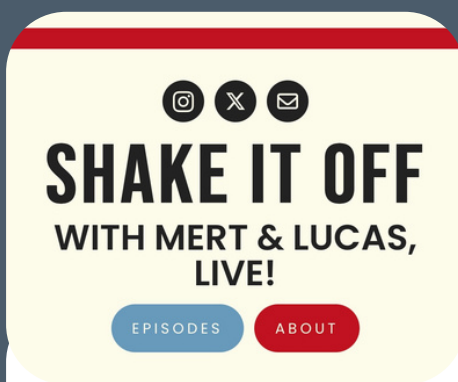 SHAKE IT OFF
WITH MERT & LUCAS,
LIVE!
EPISODES
ABOUT